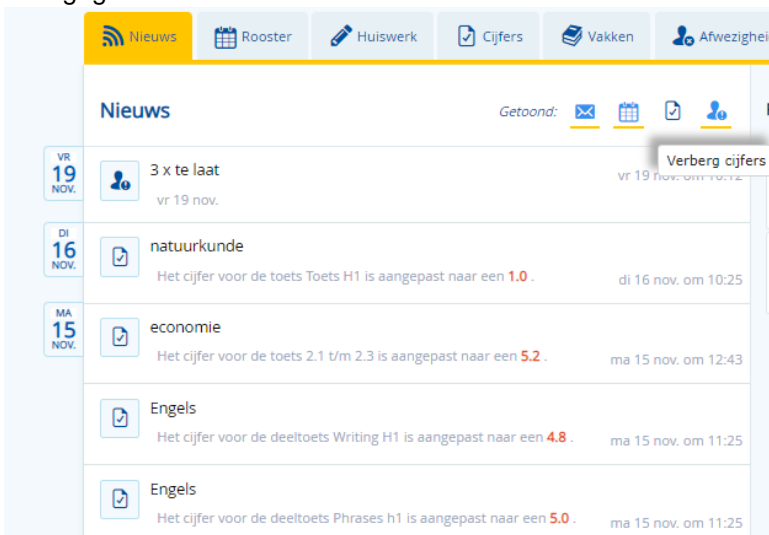 Nieuws Rooster Huiswerk Cijfers Vakken
Nieuws Getoond:
Verberg cijfers
VR
19
NOV.
3 x te laat
vr 19 nov.
DI
16
NOV.
natuurkunde
Het cijfer voor de toets Toets H1 is aangepast naar een 1.0 .
di 16 nov. om 10:25
MA
15
NOV.
economie
Het cijfer voor de toets 2.1 t/m 2.3 is aangepast naar een 5.2 .
ma 15 nov. om 12:43
Engels
Het cijfer voor de deeltoets Writing H1 is aangepast naar een 4.8 .
ma 15 nov. om 11:25
Engels
Het cijfer voor de deeltoets Phrases h1 is aangepast naar een 5.0 .
ma 15 nov. om 11:25